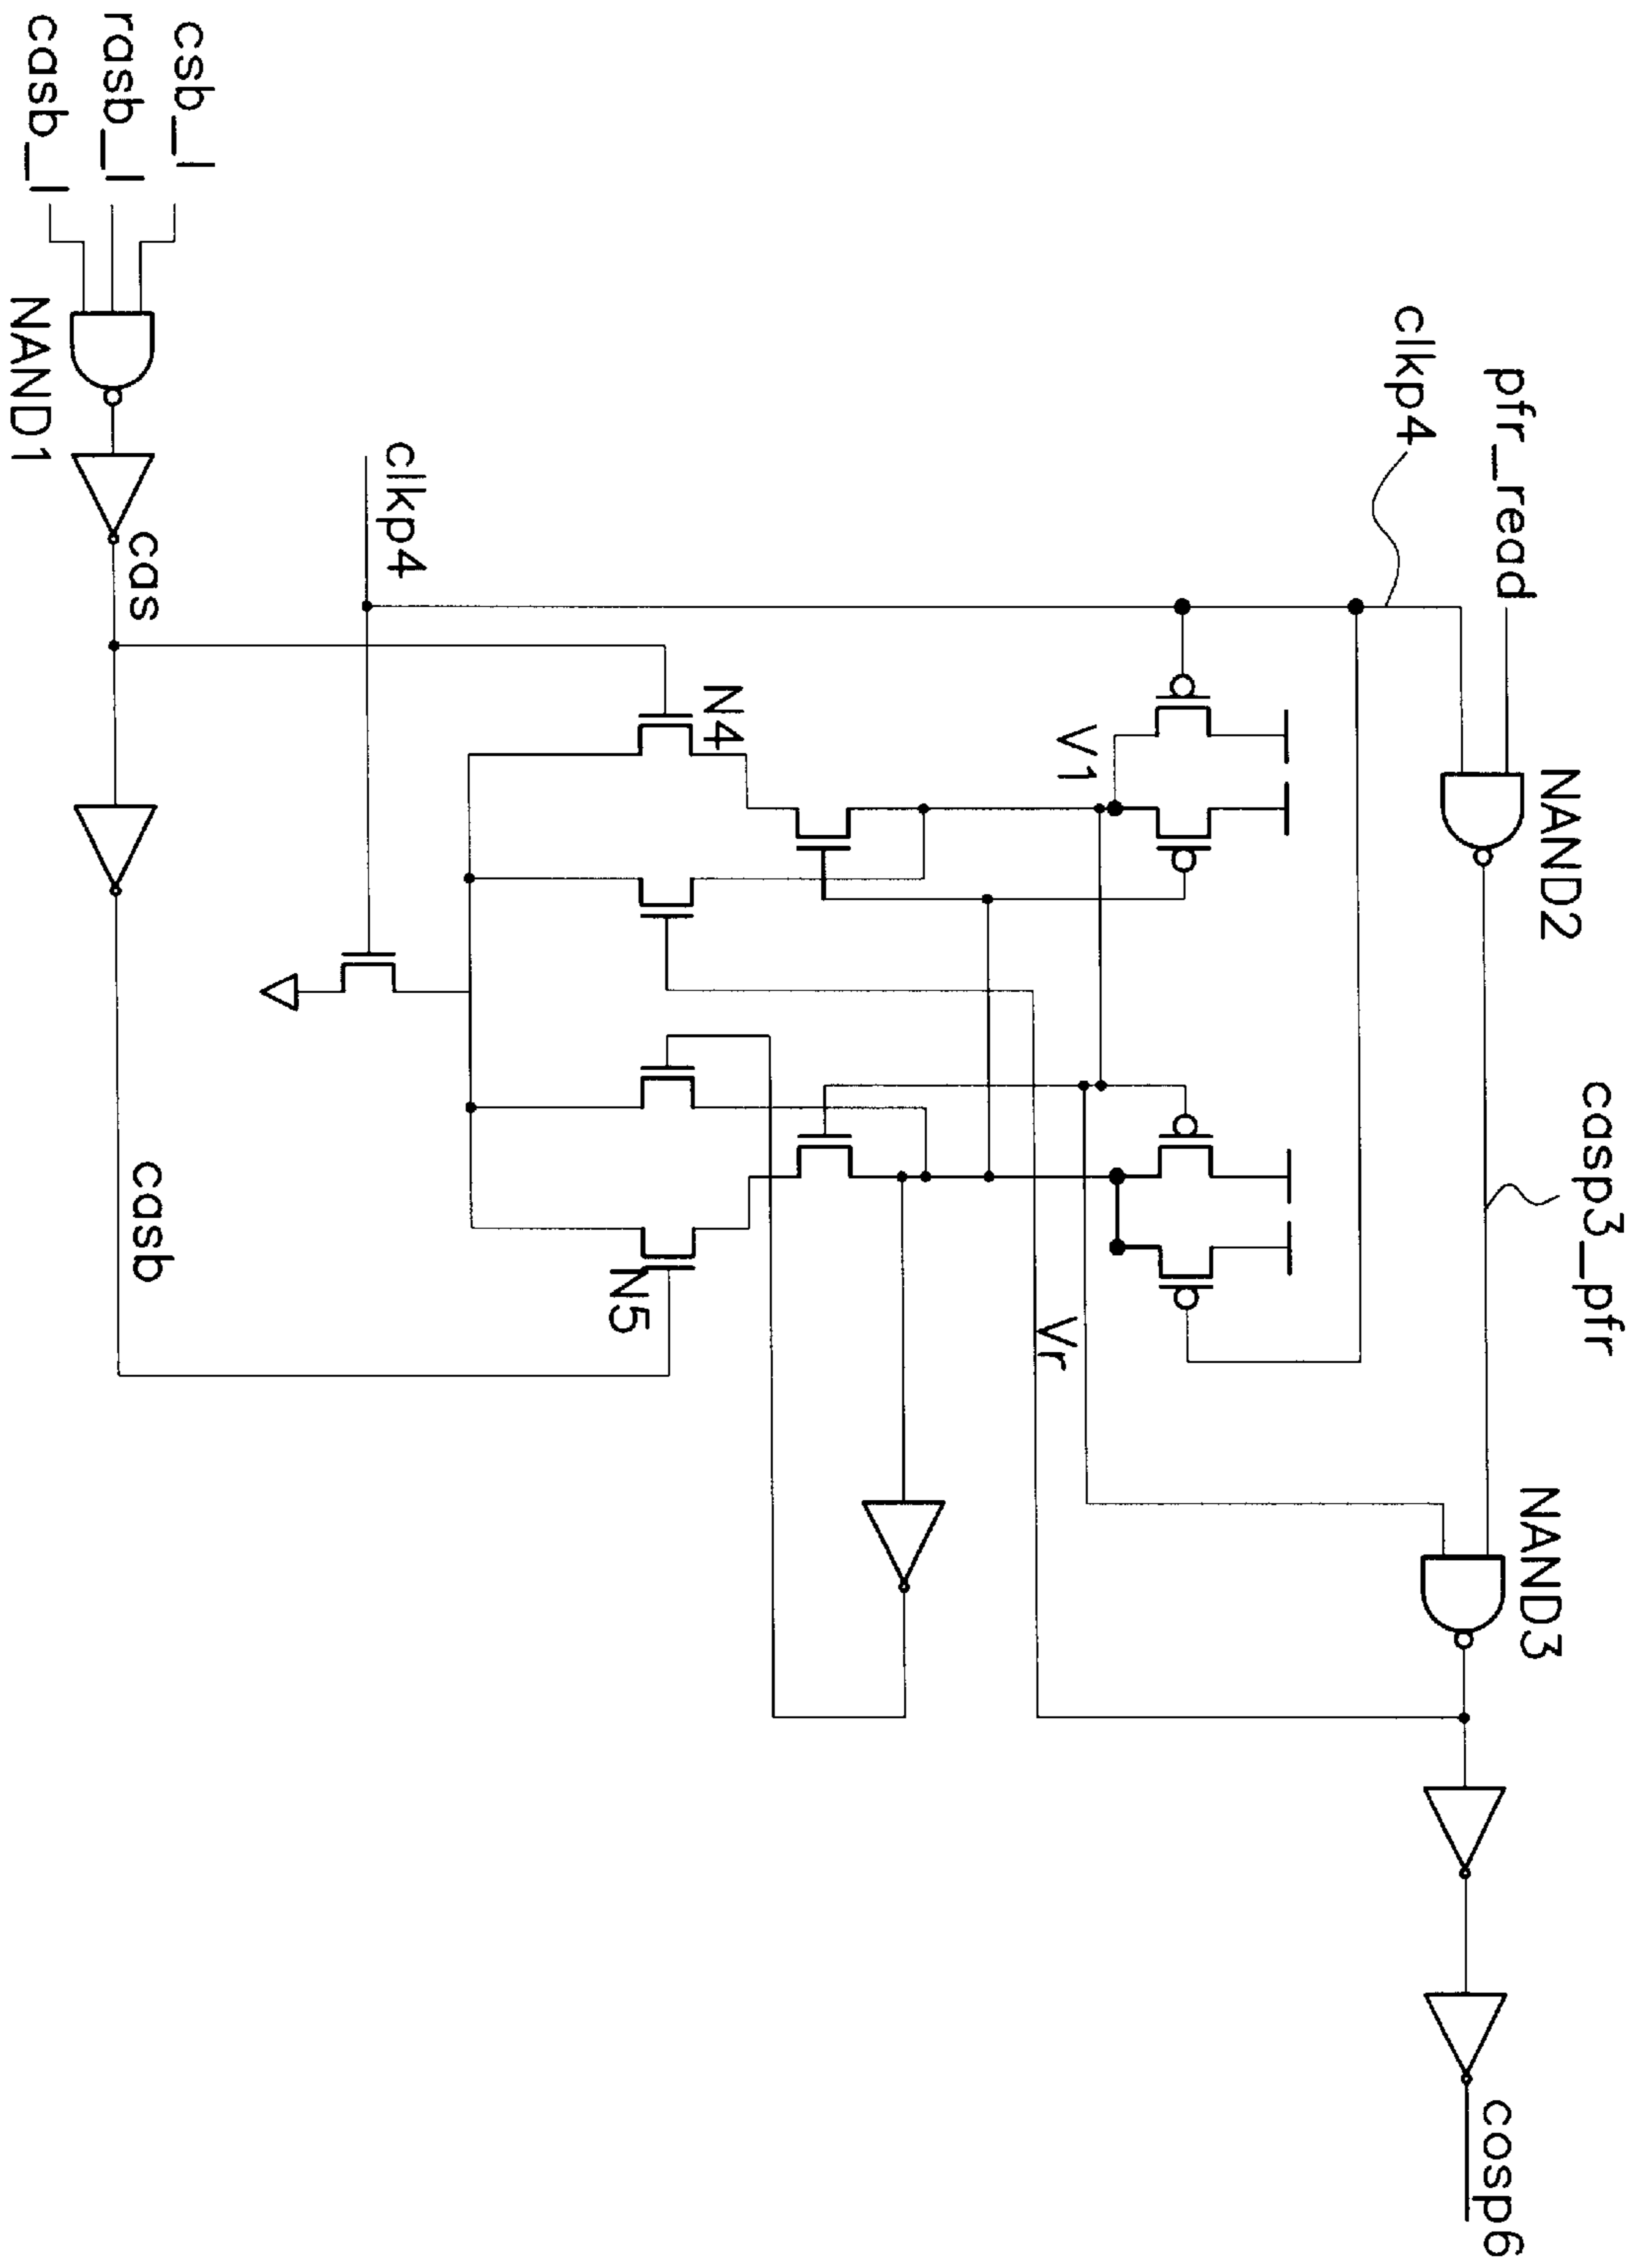 casp3_pfr
NAND2
NAND3
pfr_read
cosp6
clkp4
V1
Vr
N4
N5
clkp4
csb_l
cas
casb
rasb_l
casb_l
NAND1